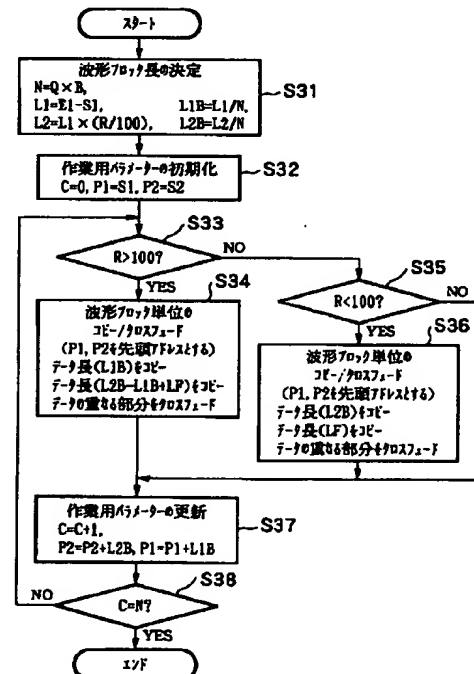 スタート
波形ブロック長の決定
N=Q×B,
L1=E1-S1, L1B=L1/N,
L2=L1×(R/100), L2B=L2/N
S31
作業用パラメーターの初期化
C=0, P1=S1, P2=S2
S32
S33
R>100?
NO
YES
S34
波形ブロック単位の
コピー/クロスフェード
(P1, P2を先頭アドレスとする)
データ長(L1B)をコピー
データ長(L2B-L1B+LF)をコピー
データの重なる部分をクロスフェード
S35
R<100?
NO
YES
S36
波形ブロック単位の
コピー/クロスフェード
(P1, P2を先頭アドレスとする)
データ長(L2B)をコピー
データ長(LF)をコピー
データの重なる部分をクロスフェード
作業用パラメーターの更新
C=C+1,
P2=P2+L2B, P1=P1+L1B
S37
S38
NO
C=N?
YES
エンド